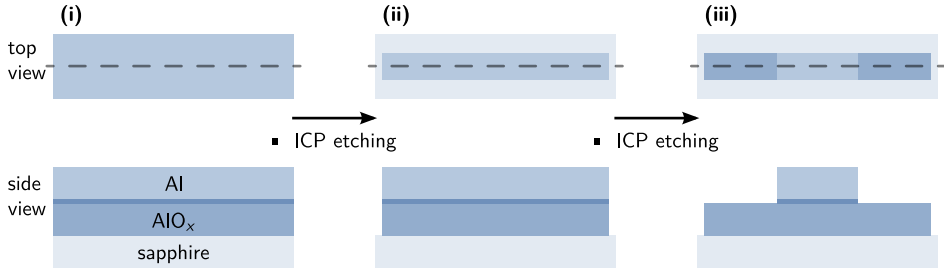 (i)
(ii)
(iii)
top
view
▪ ICP etching
▪ ICP etching
side
view
Al
AlOₓ
sapphire